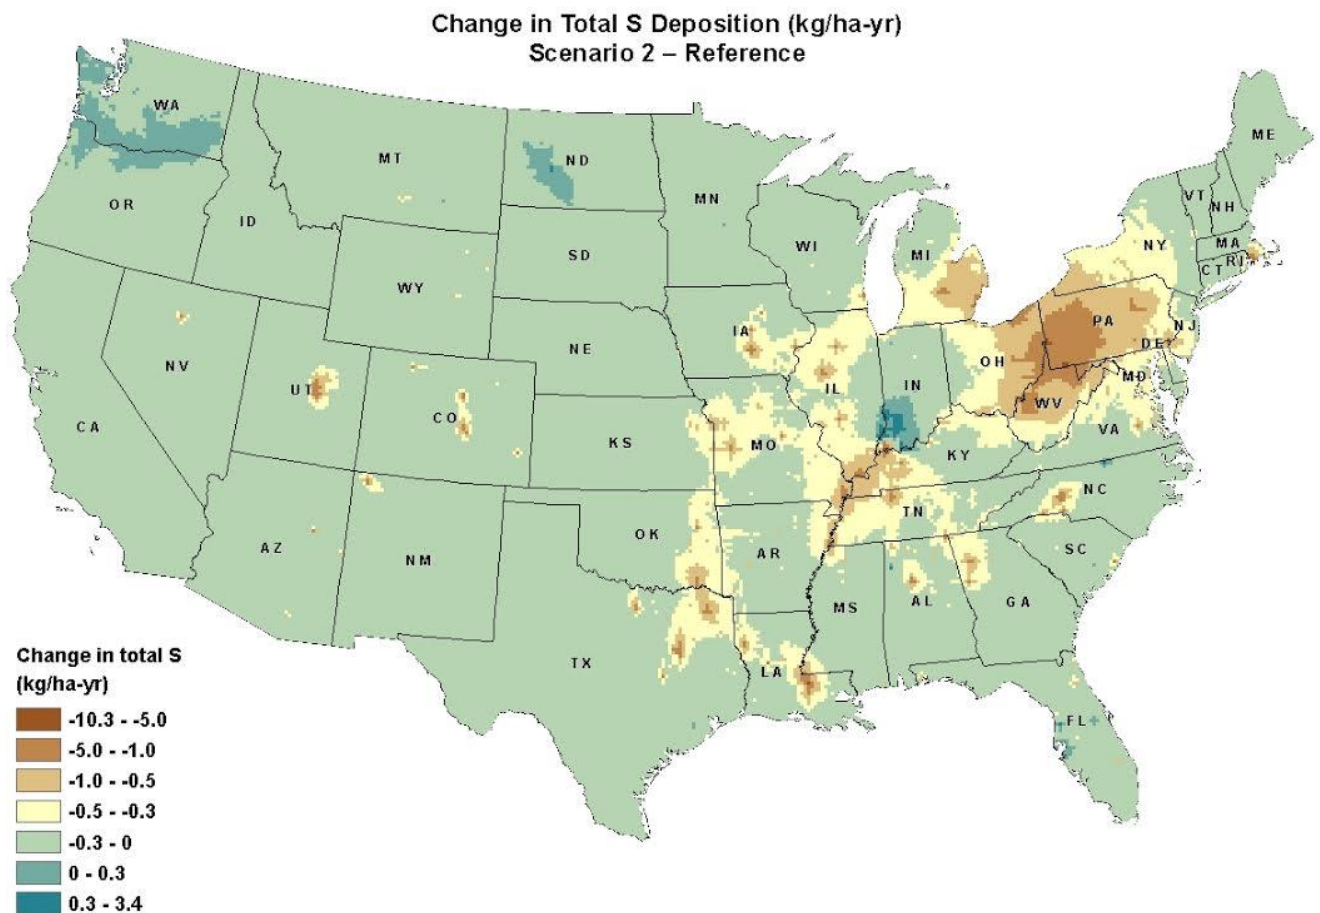 Change in Total S Deposition (kg/ha-yr)
Scenario 2 – Reference
WA
MT
ND
ME
OR
ID
MN
VT
NH
WI
NY
MI
MA
RI
CT
SD
WY
IA
PA
NJ
NE
OH
DE
NV
UT
IL
IN
MD
WV
CO
CA
KS
MO
VA
KY
NC
OK
TN
AZ
NM
AR
SC
MS
AL
GA
TX
LA
FL
Change in total S
(kg/ha-yr)
-10.3 - -5.0
-5.0 - -1.0
-1.0 - -0.5
-0.5 - -0.3
-0.3 - 0
0 - 0.3
0.3 - 3.4